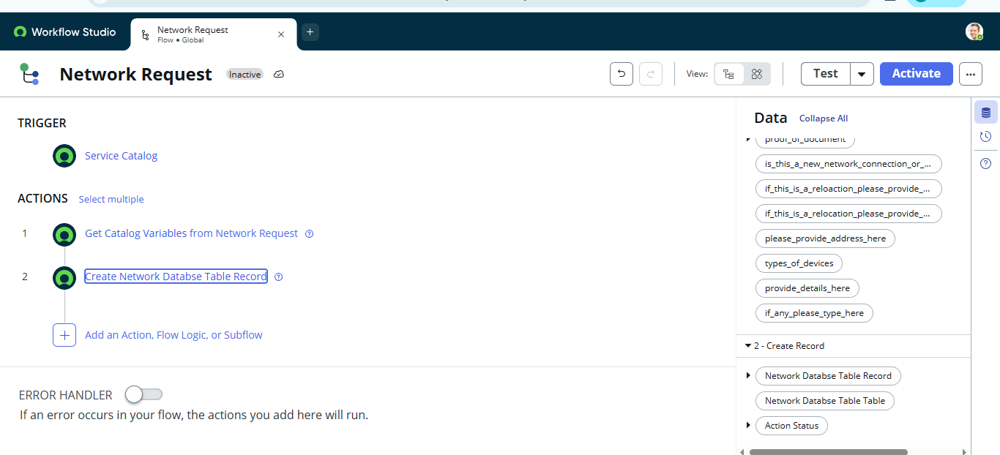 Workflow Studio
Network Request
Flow • Global
Network Request
Inactive
View:
Test
Activate
TRIGGER
Service Catalog
ACTIONS
Select multiple
1
Get Catalog Variables from Network Request
2
Create Network Databse Table Record
Add an Action, Flow Logic, or Subflow
ERROR HANDLER
If an error occurs in your flow, the actions you add here will run.
Data
Collapse All
proof_of_document
is_this_a_new_network_connection_or_...
if_this_is_a_reloaction_please_provide_...
if_this_is_a_relocation_please_provide_...
please_provide_address_here
types_of_devices
provide_details_here
if_any_please_type_here
2 - Create Record
Network Databse Table Record
Network Databse Table Table
Action Status